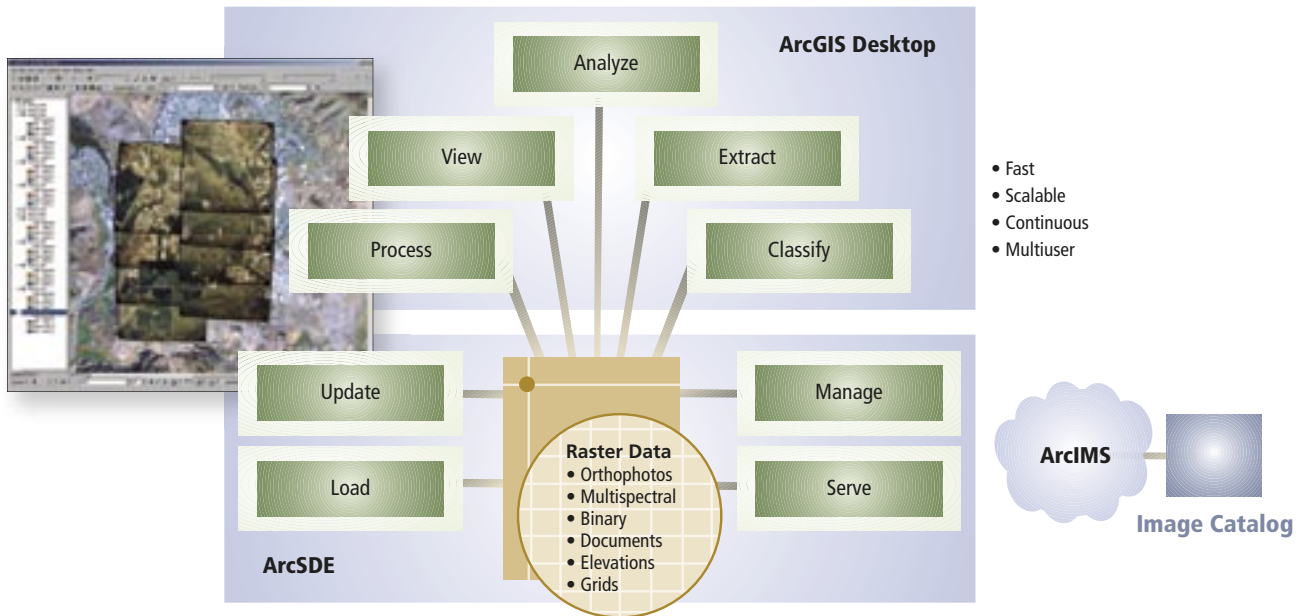 ArcGIS Desktop
Analyze
View
Extract
Process
Classify
• Fast
• Scalable
• Continuous
• Multiuser
Update
Manage
Load
Serve
Raster Data
• Orthophotos
• Multispectral
• Binary
• Documents
• Elevations
• Grids
ArcSDE
ArcIMS
Image Catalog